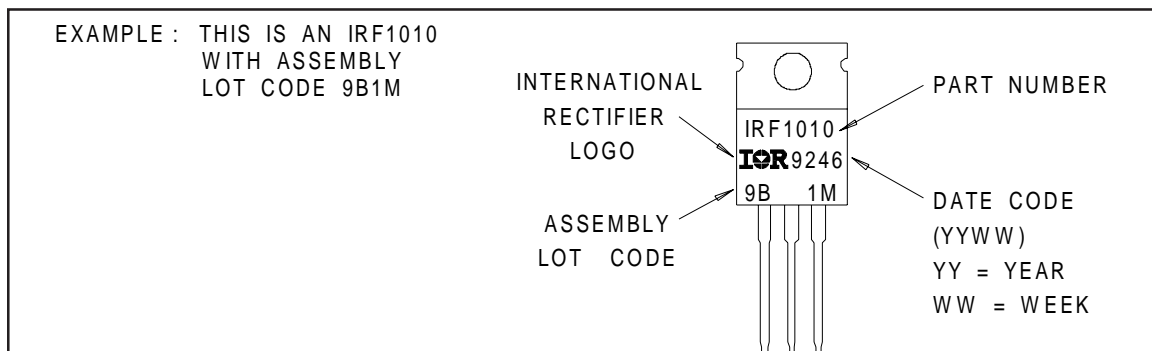 EXAMPLE : THIS IS AN IRF1010
WITH ASSEMBLY
LOT CODE 9B1M
INTERNATIONAL
RECTIFIER
LOGO
ASSEMBLY
LOT CODE
IRF1010
IOR 9246
9B 1M
PART NUMBER
DATE CODE
(YYWW)
YY = YEAR
WW = WEEK